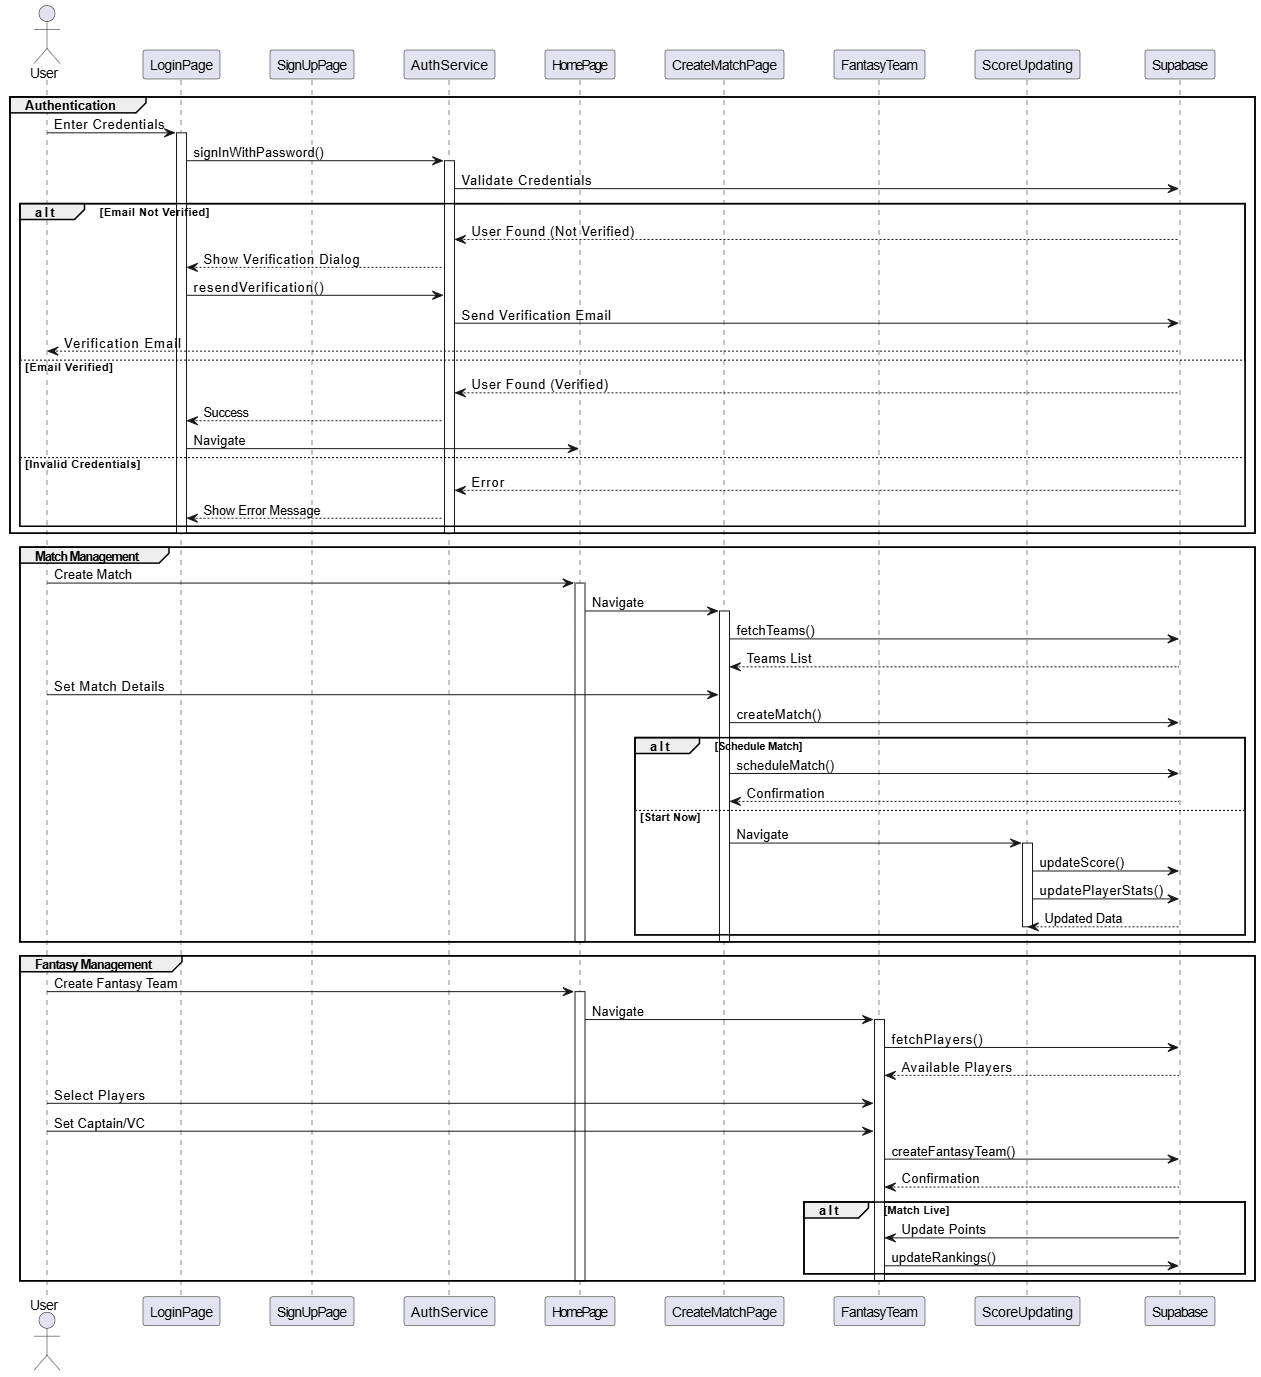 User
LoginPage
SignUpPage
AuthService
HomePage
CreateMatchPage
FantasyTeam
ScoreUpdating
Supabase
Authentication
Enter Credentials
signInWithPassword()
Validate Credentials
alt
[Email Not Verified]
User Found (Not Verified)
Show Verification Dialog
resendVerification()
Send Verification Email
Verification Email
[Email Verified]
User Found (Verified)
Success
Navigate
[Invalid Credentials]
Error
Show Error Message
Match Management
Create Match
Navigate
fetchTeams()
Teams List
Set Match Details
createMatch()
alt
[Schedule Match]
scheduleMatch()
Confirmation
[Start Now]
Navigate
updateScore()
updatePlayerStats()
Updated Data
Fantasy Management
Create Fantasy Team
Navigate
fetchPlayers()
Available Players
Select Players
Set Captain/VC
createFantasyTeam()
Confirmation
alt
[Match Live]
Update Points
updateRankings()
User
LoginPage
SignUpPage
AuthService
HomePage
CreateMatchPage
FantasyTeam
ScoreUpdating
Supabase